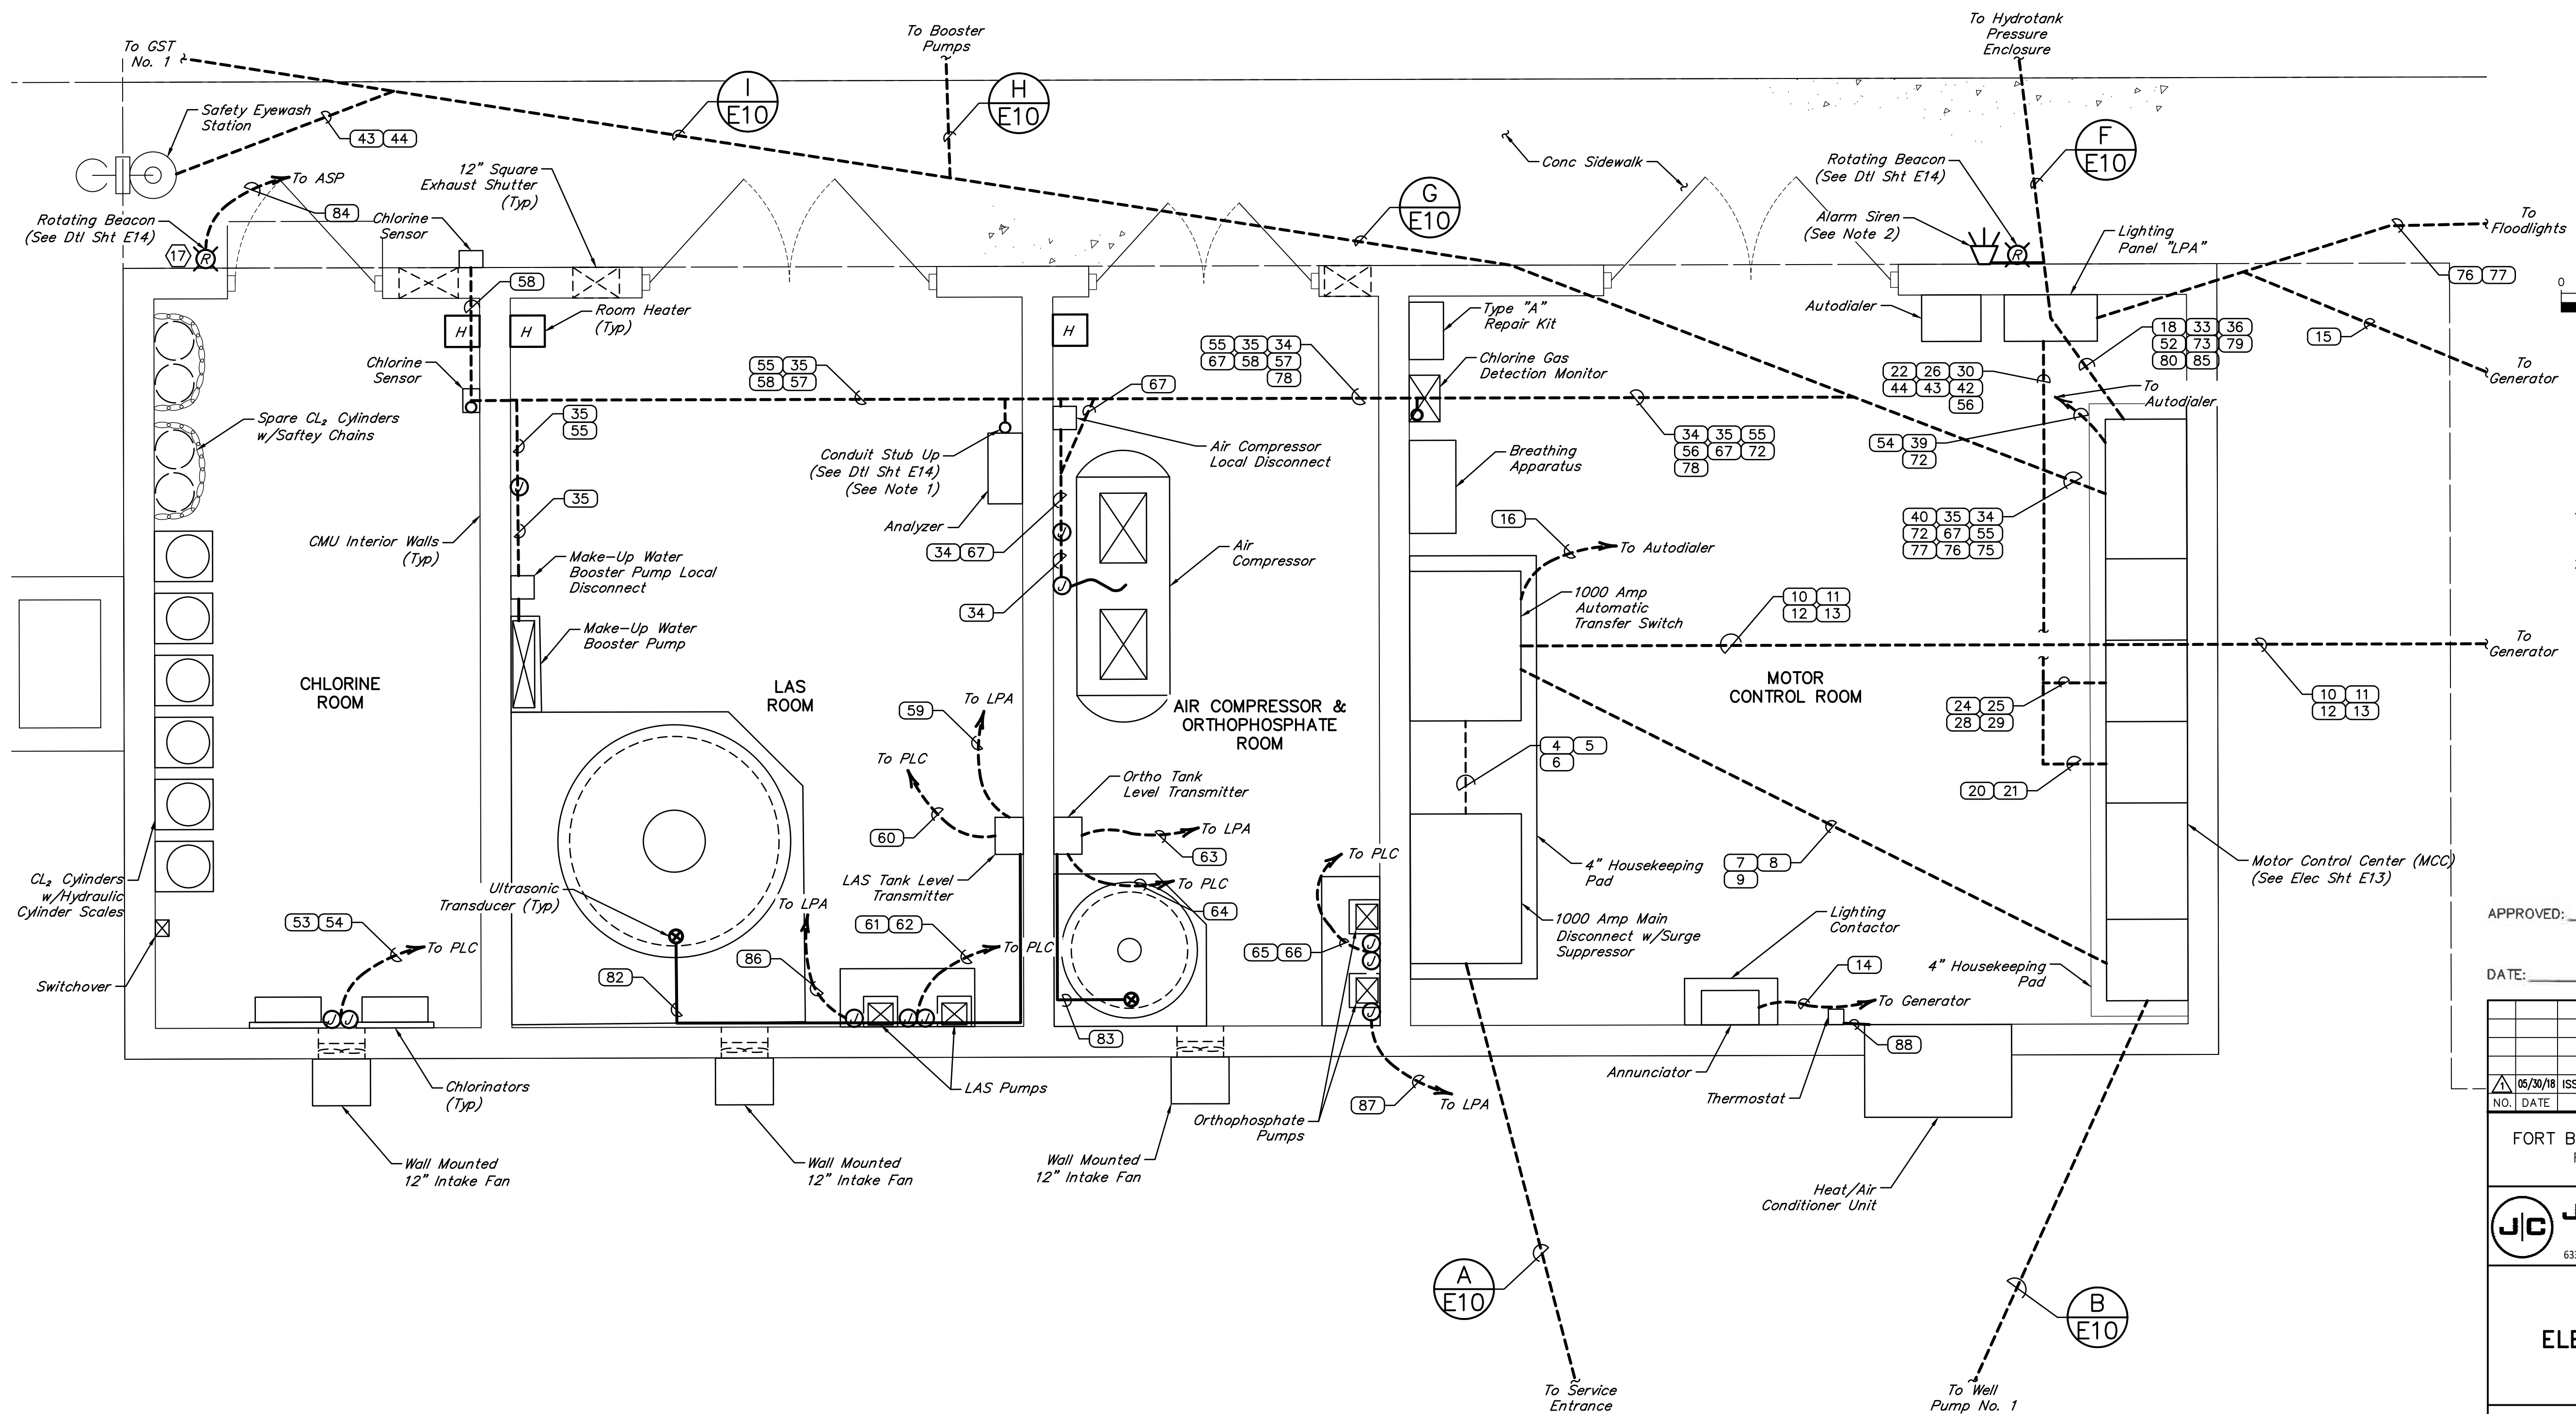 To GST
No. 1
To Booster
Pumps
To Hydrotank
Pressure
Enclosure
Safety Eyewash
Station
43 44
I
E10
H
E10
F
E10
G
E10
12" Square
Exhaust Shutter
(Typ)
Conc Sidewalk
Rotating Beacon
(See Dtl Sht E14)
Alarm Siren
(See Note 2)
Lighting
Panel "LPA"
To
Floodlights
76 77
To ASP
84
Rotating Beacon
(See Dtl Sht E14)
17
R
R
Chlorine
Sensor
58
Room Heater
(Typ)
H
H
H
Chlorine
Sensor
55 35
58 57
55 35 34
67 58 57
78
67
Type "A"
Repair Kit
Chlorine Gas
Detection Monitor
Autodialer
18 33 36
52 73 79
80 85
15
To
Generator
0
22 26 30
44 43 42
56
To
Autodialer
54 39
72
34 35 55
56 67 72
78
Spare CL₂ Cylinders
w/Saftey Chains
35
55
J
35
Conduit Stub Up
(See Dtl Sht E14)
(See Note 1)
Analyzer
Air Compressor
Local Disconnect
Breathing
Apparatus
CMU Interior Walls
(Typ)
34 67
J
J
Air
Compressor
34
16
To Autodialer
40 35 34
72 67 55
77 76 75
Make-Up Water
Booster Pump Local
Disconnect
Make-Up Water
Booster Pump
1000 Amp
Automatic
Transfer Switch
10 11
12 13
To
Generator
10 11
12 13
CHLORINE
ROOM
LAS
ROOM
AIR COMPRESSOR &
ORTHOPHOSPHATE
ROOM
MOTOR
CONTROL ROOM
24 25
28 29
20 21
4 5
6
To LPA
59
To PLC
60
Ortho Tank
Level Transmitter
To LPA
63
To PLC
64
LAS Tank Level
Transmitter
To PLC
4" Housekeeping
Pad
7 8
9
Motor Control Center (MCC)
(See Elec Sht E13)
CL₂ Cylinders
w/Hydraulic
Cylinder Scales
Ultrasonic
Transducer (Typ)
To LPA
61 62
To PLC
53 54
To PLC
J J
Switchover
82
86
J
J J
65 66
J
J
J
1000 Amp Main
Disconnect w/Surge
Suppressor
Lighting
Contactor
14
To Generator
4" Housekeeping
Pad
83
88
Chlorinators
(Typ)
LAS Pumps
87
To LPA
Orthophosphate
Pumps
Annunciator
Thermostat
Wall Mounted
12" Intake Fan
Wall Mounted
12" Intake Fan
Wall Mounted
12" Intake Fan
Heat/Air
Conditioner Unit
A
E10
B
E10
To Service
Entrance
To Well
Pump No. 1
APPROVED:
DATE:
1 05/30/18 ISS
NO. DATE
FORT B
J|C J
63
ELE